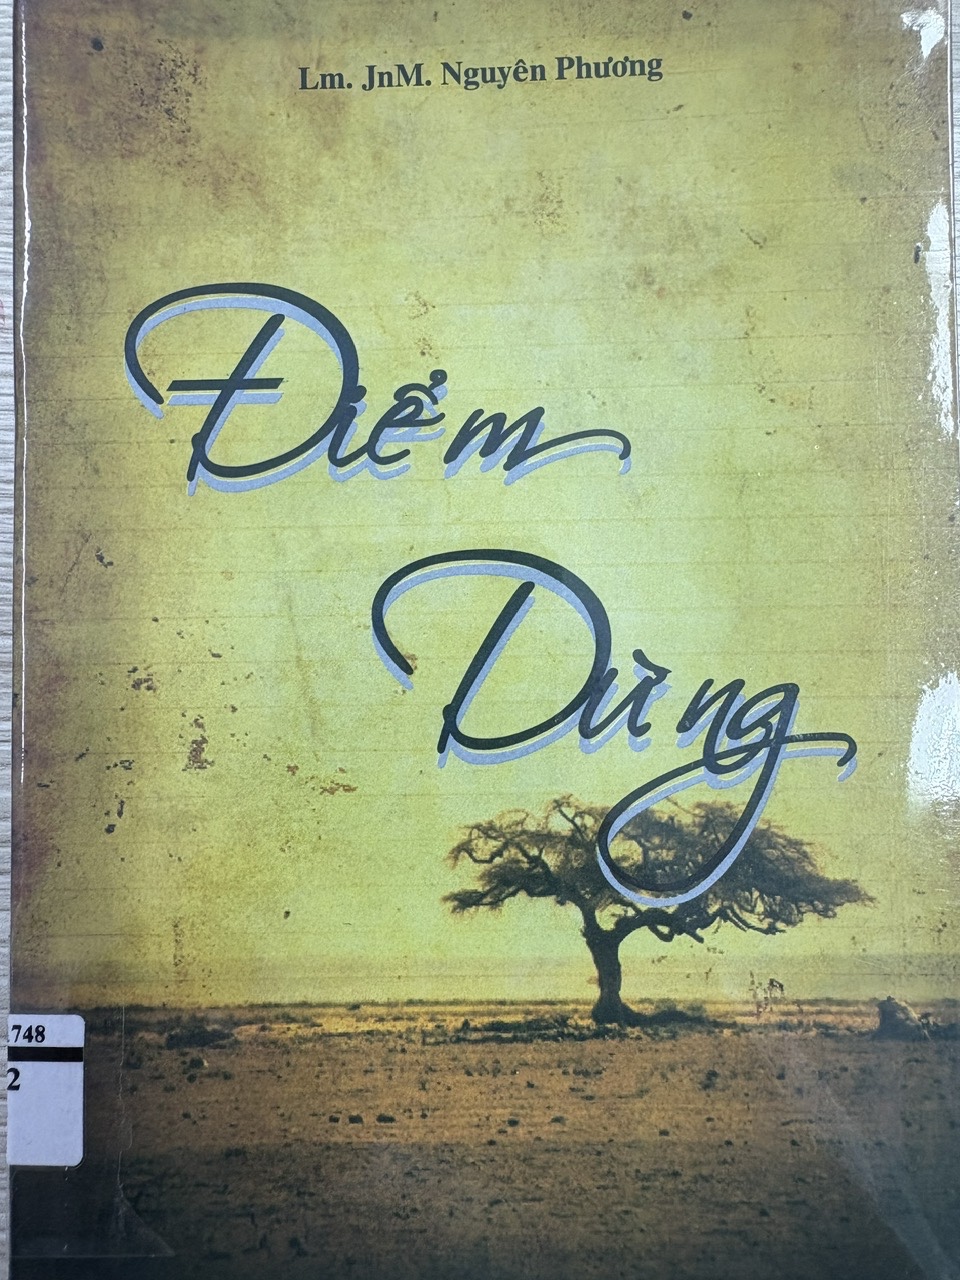 Lm. JnM. Nguyên Phương
Điểm
Dừng
748
2